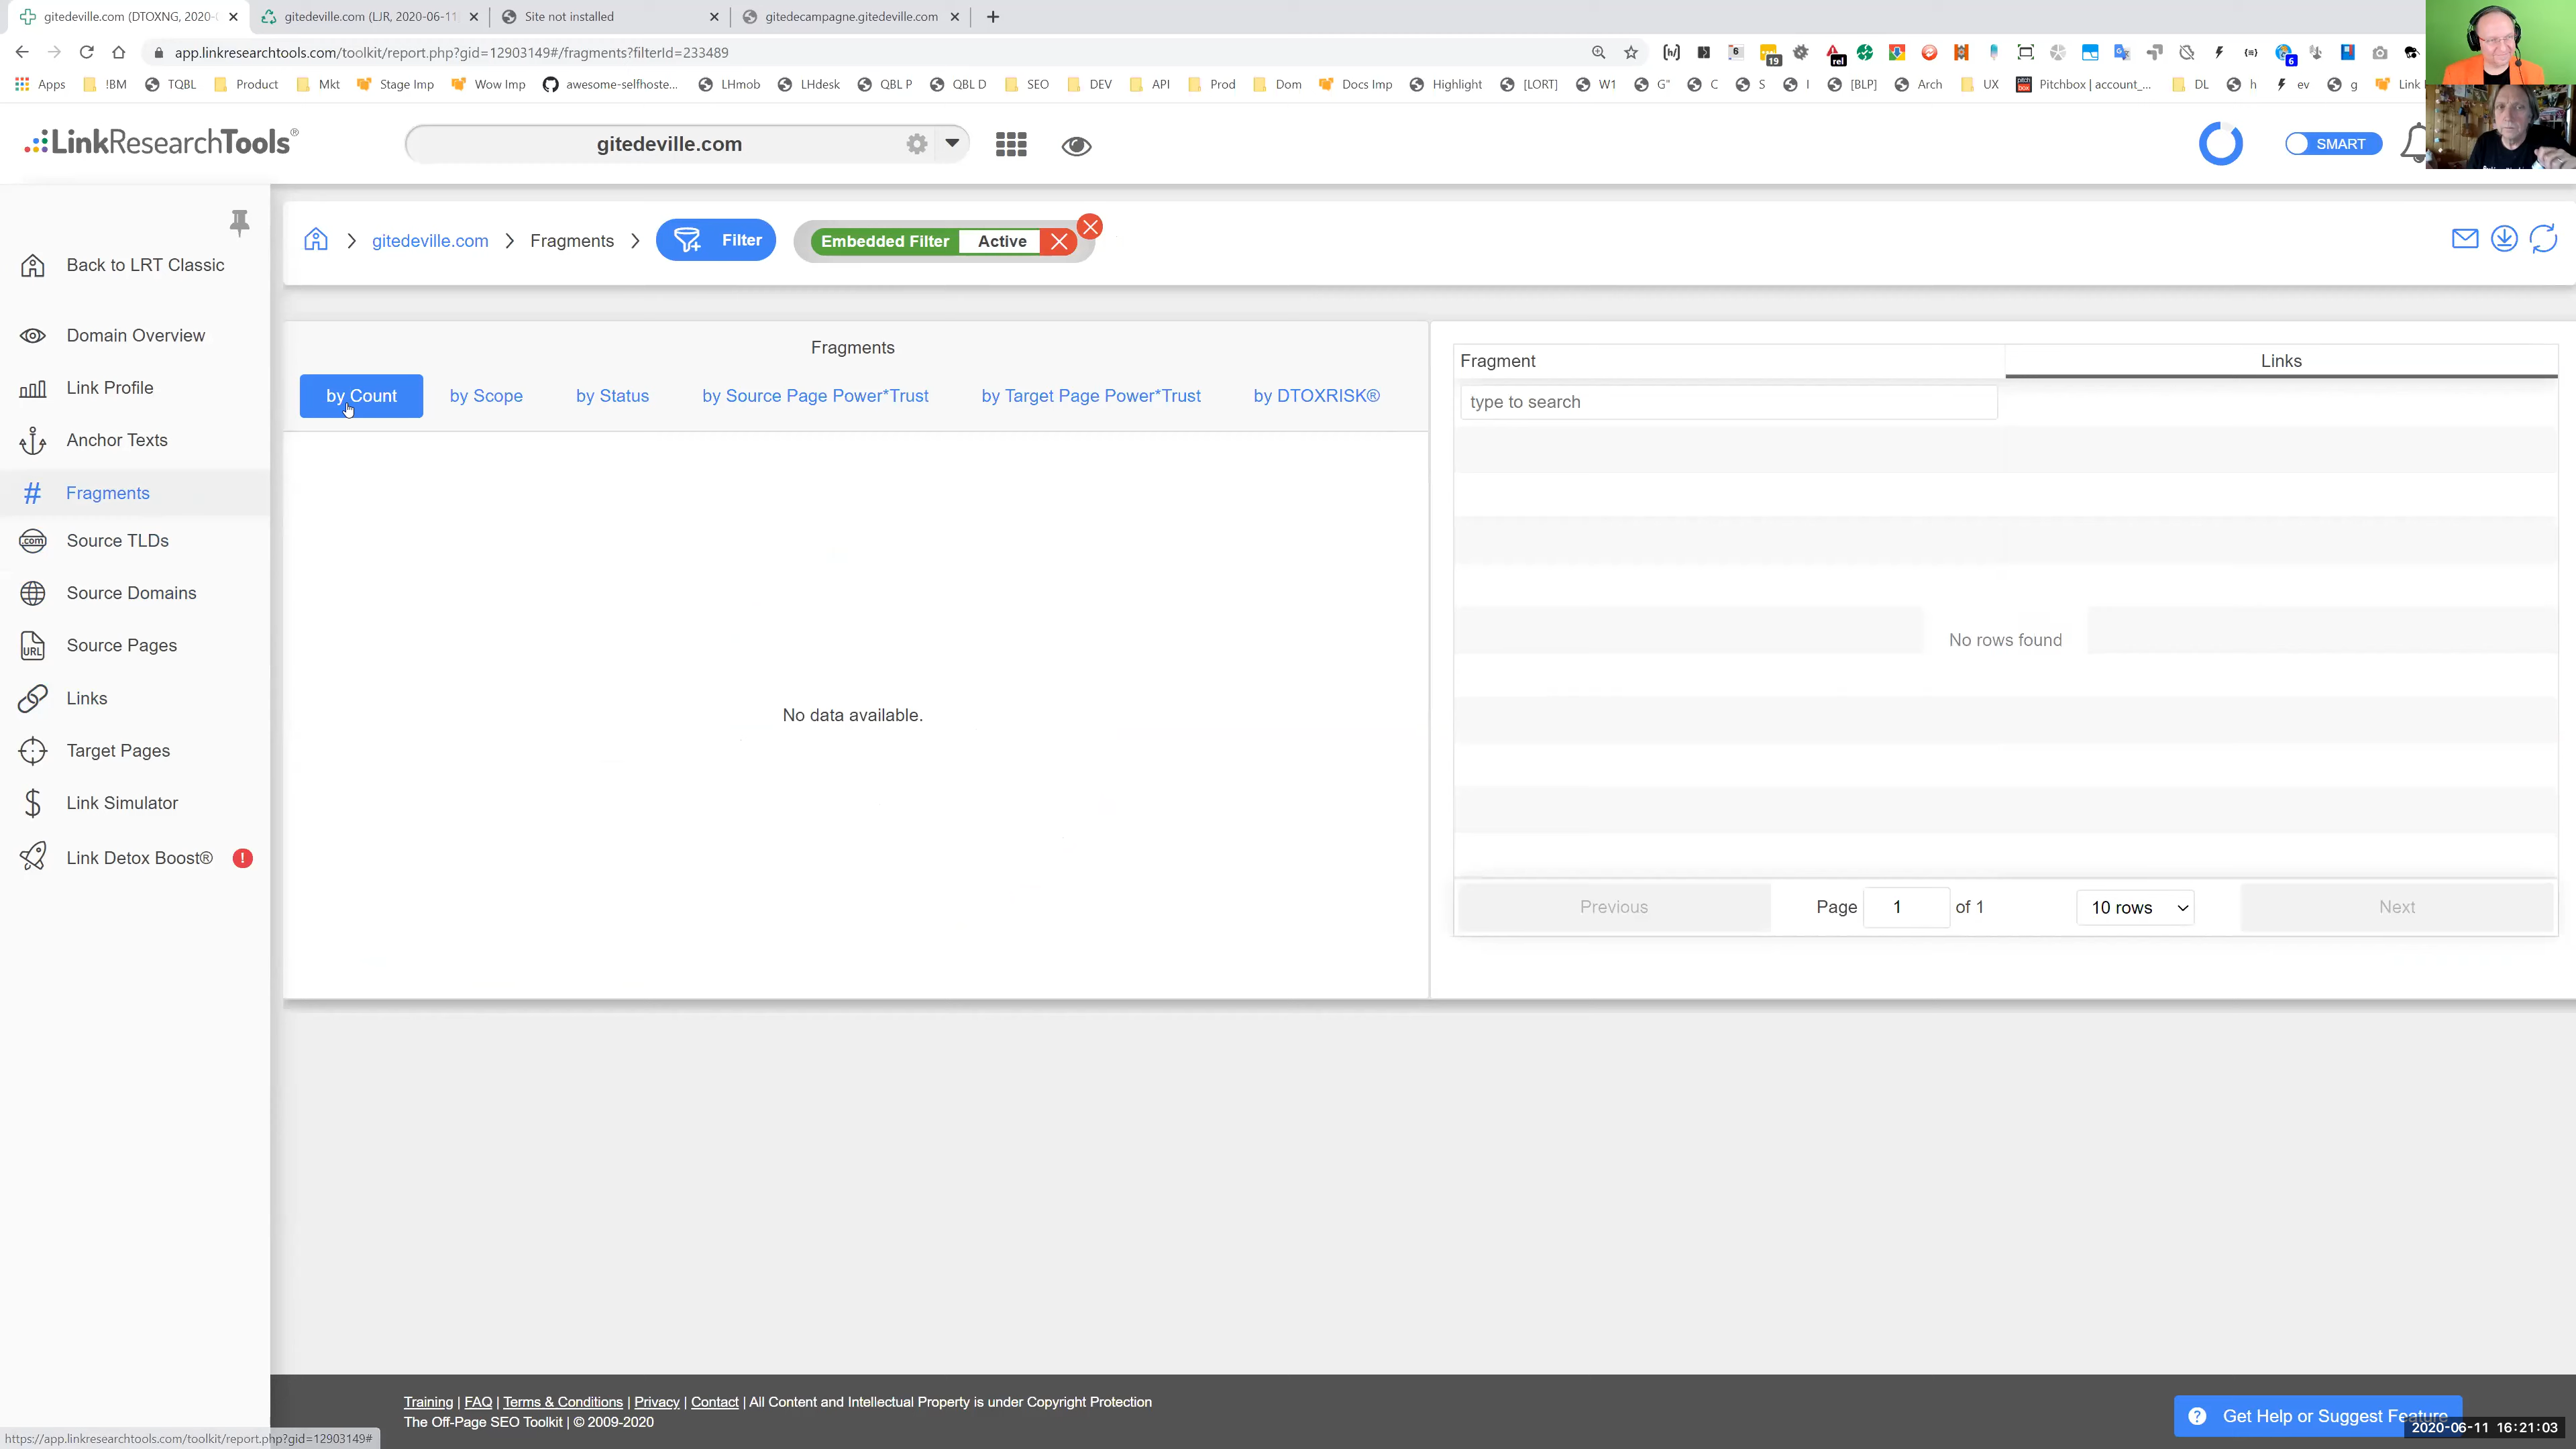 gitedeville.com (DTOXNG, 2020-0
gitedeville.com (LJR, 2020-06-11
Site not installed
gitedecampagne.gitedeville.com
app.linkresearchtools.com/toolkit/report.php?gid=12903149#/fragments?filterId=233489
Apps !BM TQBL Product Mkt Stage Imp Wow Imp awesome-selfhoste... LHmob LHdesk QBL P QBL D SEO DEV API Prod Dom Docs Imp Highlight [LORT] W1 G" C S I [BLP] Arch UX Pitchbox | account_... DL h ev g Link
LinkResearchTools®
gitedeville.com
SMART
gitedeville.com
Fragments
Filter
Embedded Filter Active
Back to LRT Classic
Domain Overview
Link Profile
Anchor Texts
Fragments
Source TLDs
Source Domains
Source Pages
Links
Target Pages
Link Simulator
Link Detox Boost®
Fragments
by Count by Scope by Status by Source Page Power*Trust by Target Page Power*Trust by DTOXRISK®
No data available.
Fragment Links
type to search
No rows found
Previous Page 1 of 1 10 rows Next
Training | FAQ | Terms & Conditions | Privacy | Contact | All Content and Intellectual Property is under Copyright Protection
The Off-Page SEO Toolkit | © 2009-2020
Get Help or Suggest Feature
2020-06-11 16:21:03
https://app.linkresearchtools.com/toolkit/report.php?gid=12903149#